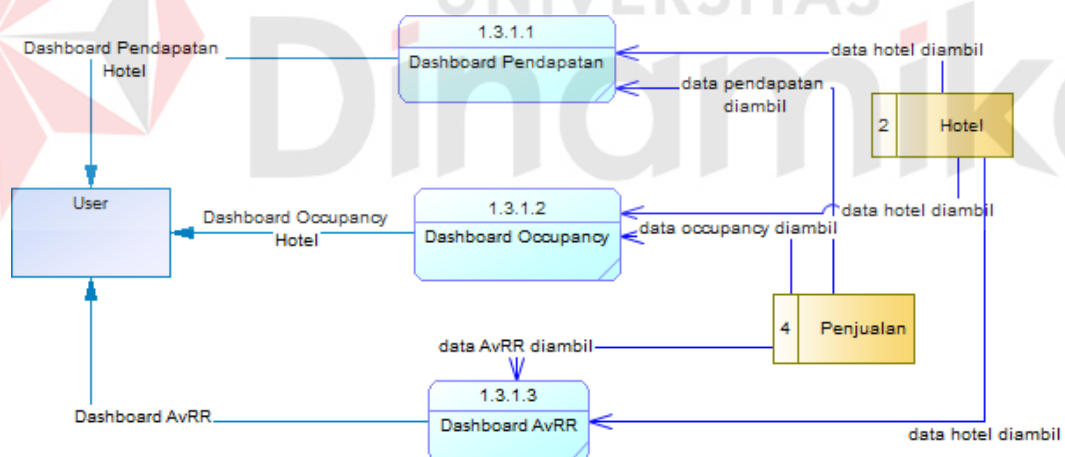 UNIVERSITAS
Dinamika
1.3.1.1
Dashboard Pendapatan
Dashboard Pendapatan
Hotel
data hotel diambil
data pendapatan
diambil
2
Hotel
User
1.3.1.2
Dashboard Occupancy
Dashboard Occupancy
Hotel
data hotel diambil
data occupancy diambil
4
Penjualan
data AvRR diambil
1.3.1.3
Dashboard AvRR
Dashboard AvRR
data hotel diambil